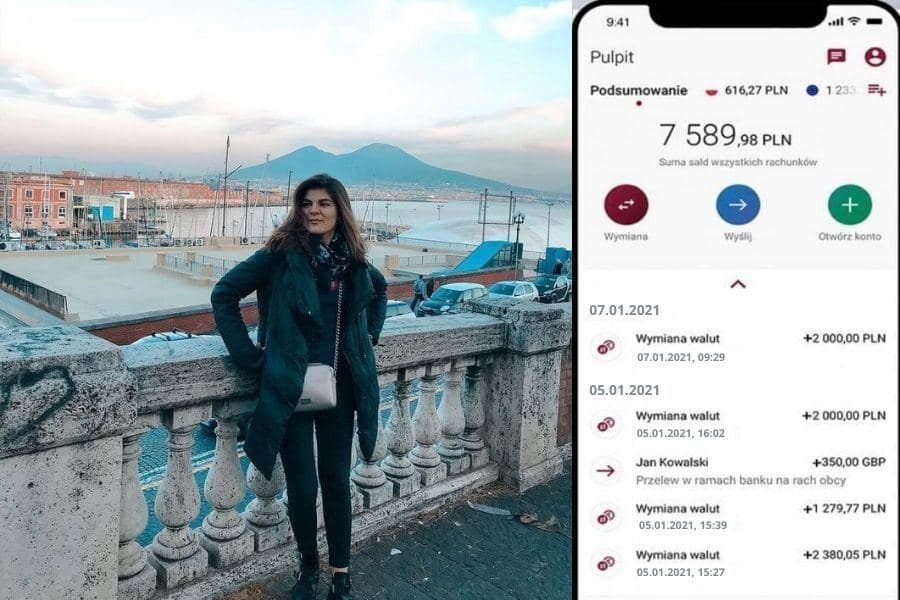 9:41
Pulpit
Podsumowanie 616,27 PLN 1 233
7 589,98 PLN
Suma sald wszystkich rachunków
Wymiana Wyślij Otwórz konto
07.01.2021
Wymiana walut +2 000,00 PLN
07.01.2021, 09:29
05.01.2021
Wymiana walut +2 000,00 PLN
05.01.2021, 16:02
Jan Kowalski +350,00 GBP
Przelew w ramach banku na rach obcy
Wymiana walut +1 279,77 PLN
05.01.2021, 15:39
Wymiana walut +2 380,05 PLN
05.01.2021, 15:27